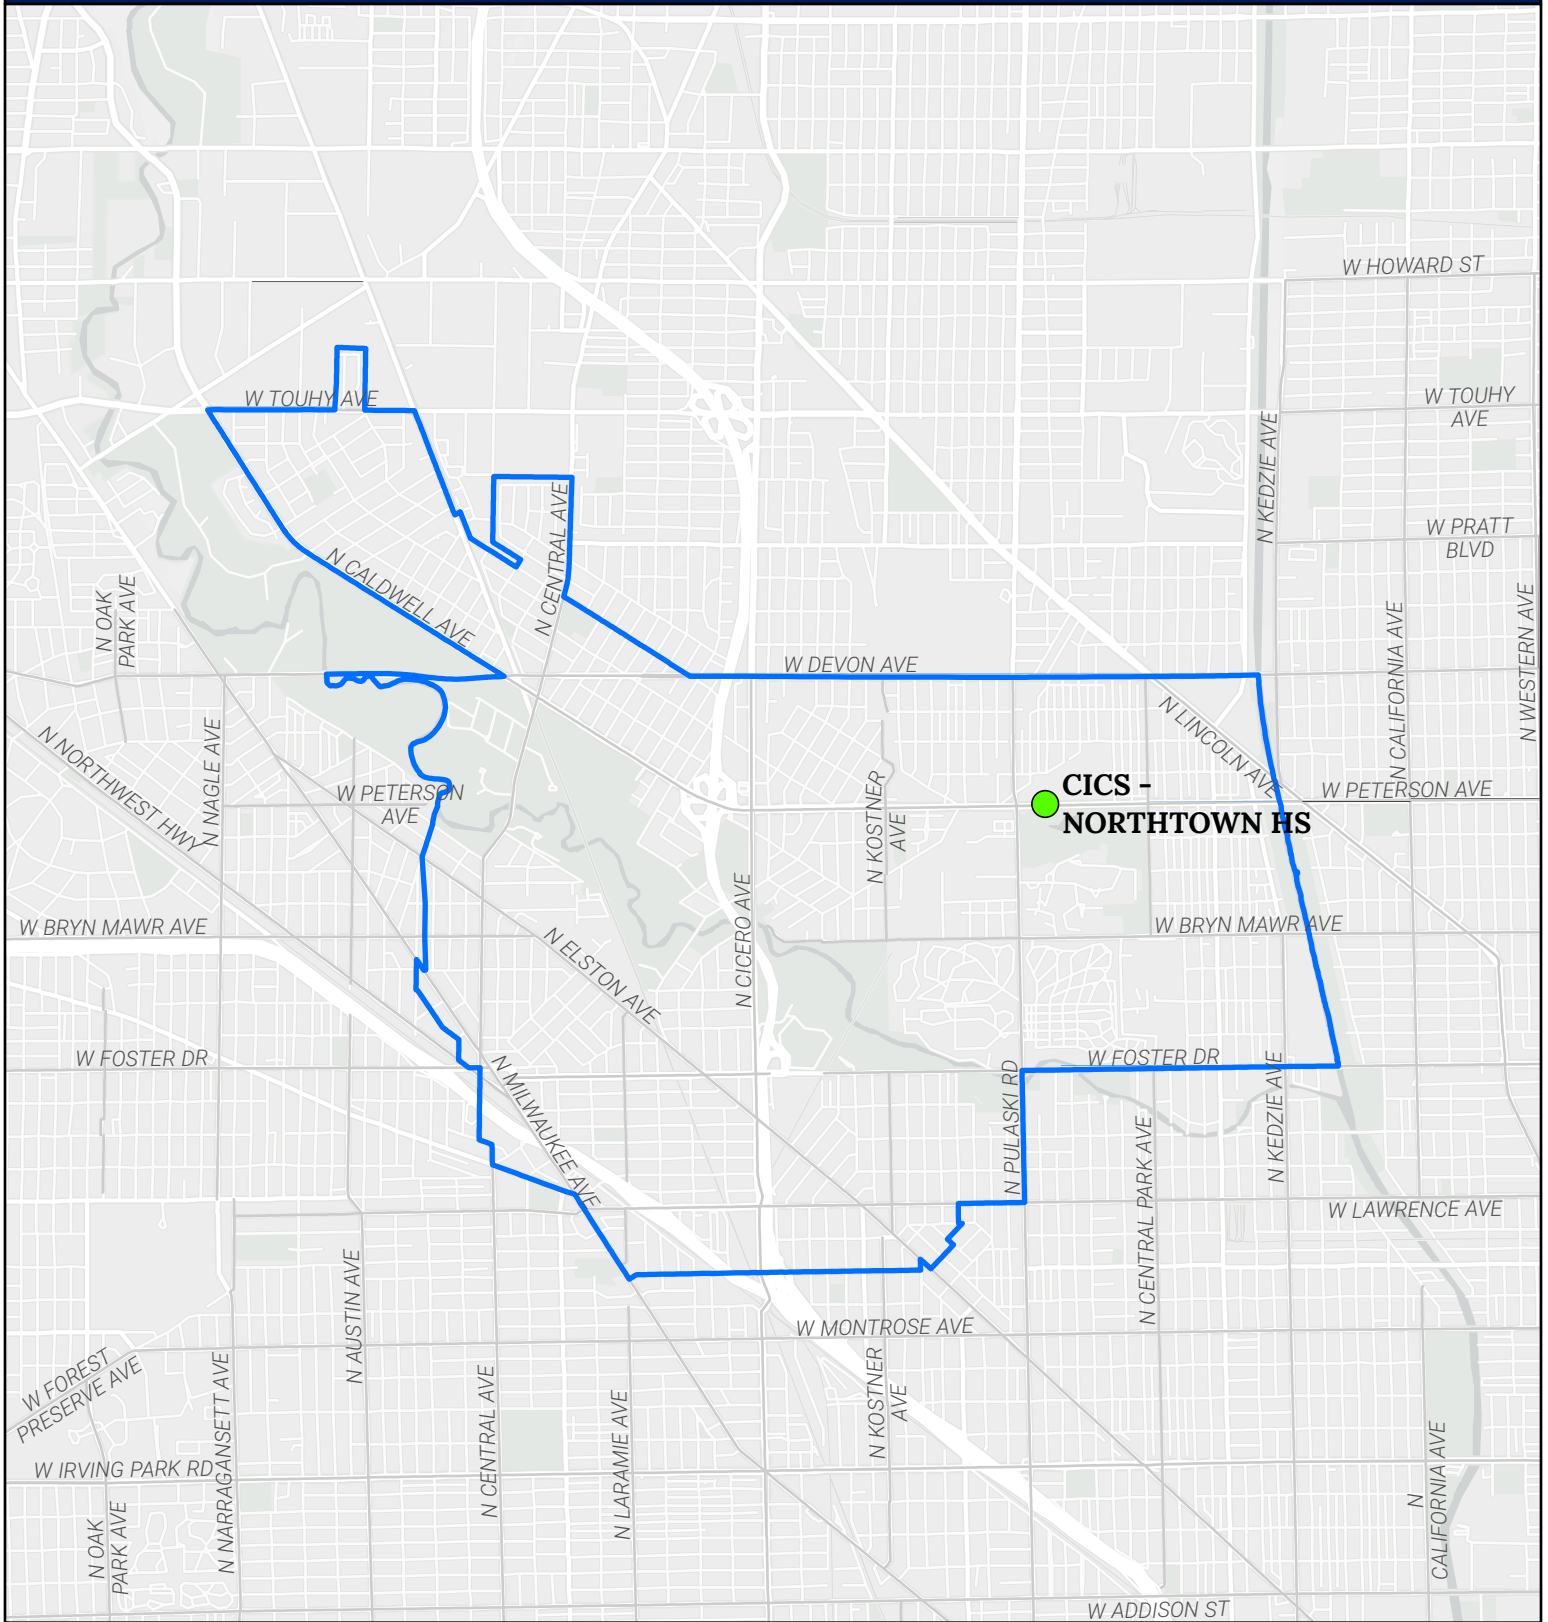 W HOWARD ST
W TOUHY AVE
W TOUHY
AVE
N KEDZIE AVE
N CENTRAL AVE
W PRATT
BLVD
N CALDWELL AVE
N OAK
PARK AVE
N CALIFORNIA AVE
N WESTERN AVE
W DEVON AVE
N LINCOLN AVE
N NORTHWEST HWY
N NAGLE AVE
W PETERSON
AVE
N KOSTNER
AVE
CICS -
NORTHTOWN HS
W PETERSON AVE
W BRYN MAWR AVE
N ELSTON AVE
N CICERO AVE
W BRYN MAWR AVE
W FOSTER DR
N MILWAUKEE AVE
N PULASKI RD
W FOSTER DR
N KEDZIE AVE
N CENTRAL PARK AVE
W LAWRENCE AVE
N AUSTIN AVE
W MONTROSE AVE
W FOREST
PRESERVE AVE
N NARRAGANSETT AVE
N CENTRAL AVE
N LARAMIE AVE
N KOSTNER
AVE
N
CALIFORNIA AVE
W IRVING PARK RD
N OAK
PARK AVE
W ADDISON ST